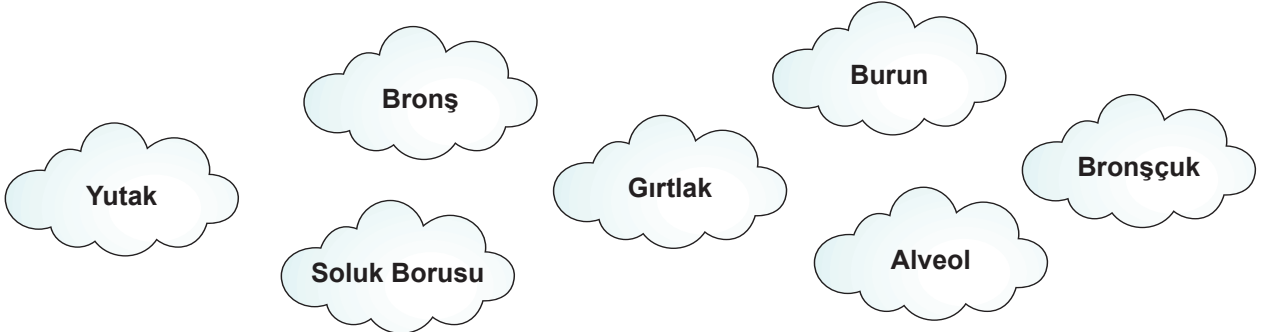 Yutak
Bronş
Soluk Borusu
Gırtlak
Burun
Alveol
Bronşçuk